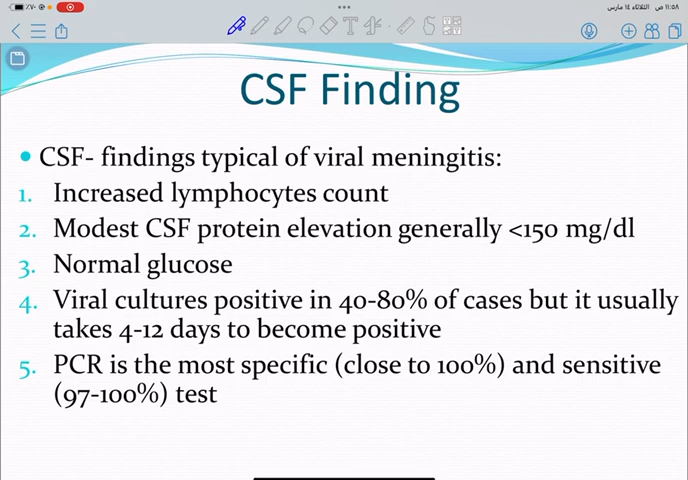 ٪٧٠
١١:٥٨ ص الثلاثاء ١٤ مارس
CSF Finding
• CSF- findings typical of viral meningitis:
1. Increased lymphocytes count
2. Modest CSF protein elevation generally <150 mg/dl
3. Normal glucose
4. Viral cultures positive in 40-80% of cases but it usually
takes 4-12 days to become positive
5. PCR is the most specific (close to 100%) and sensitive
(97-100%) test